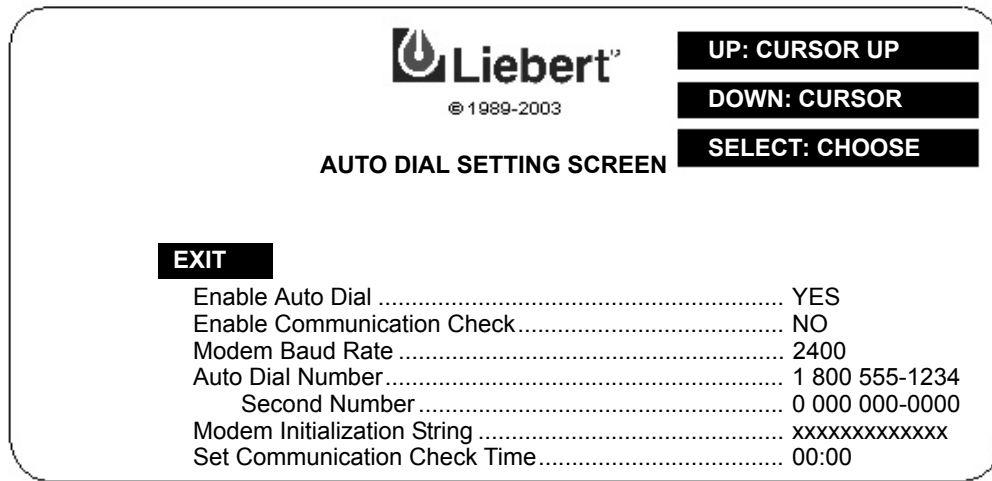 Liebert
UP: CURSOR UP
© 1989-2003
DOWN: CURSOR
SELECT: CHOOSE
AUTO DIAL SETTING SCREEN
EXIT
Enable Auto Dial ............................................................. YES
Enable Communication Check........................................ NO
Modem Baud Rate .......................................................... 2400
Auto Dial Number............................................................ 1 800 555-1234
Second Number ....................................................... 0 000 000-0000
Modem Initialization String .............................................. xxxxxxxxxxxxx
Set Communication Check Time..................................... 00:00